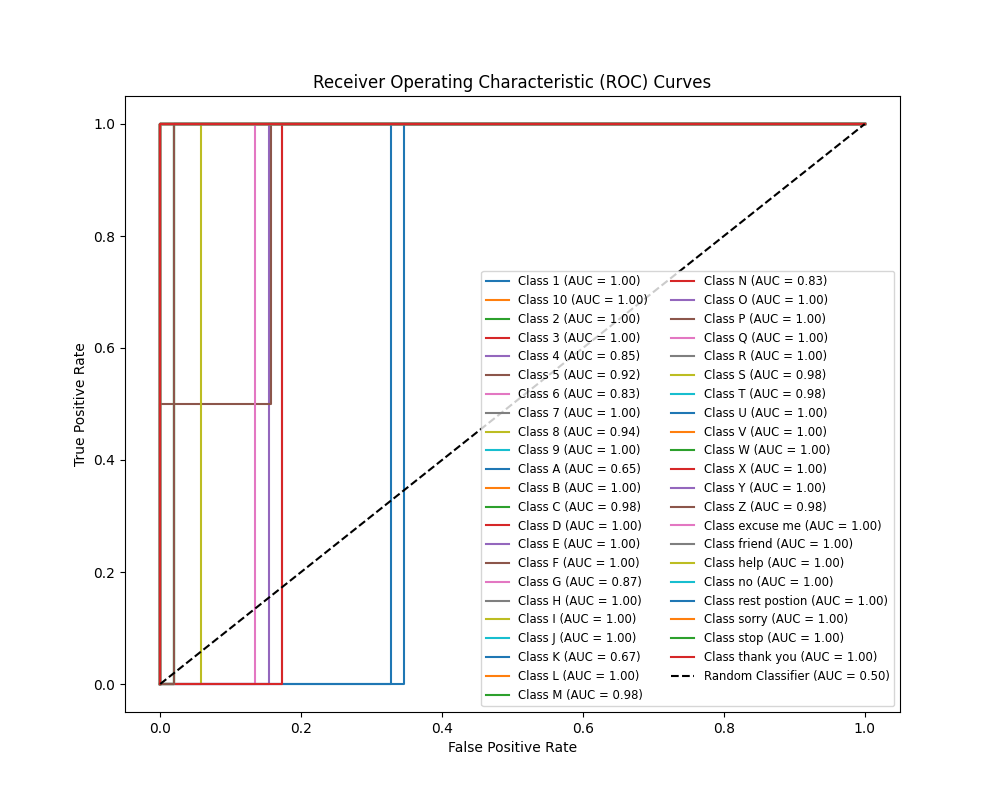 Receiver Operating Characteristic (ROC) Curves
True Positive Rate
1.0
0.8
0.6
0.4
0.2
0.0
Class 1 (AUC = 1.00)
Class 10 (AUC = 1.00)
Class 2 (AUC = 1.00)
Class 3 (AUC = 1.00)
Class 4 (AUC = 0.85)
Class 5 (AUC = 0.92)
Class 6 (AUC = 0.83)
Class 7 (AUC = 1.00)
Class 8 (AUC = 0.94)
Class 9 (AUC = 1.00)
Class A (AUC = 0.65)
Class B (AUC = 1.00)
Class C (AUC = 0.98)
Class D (AUC = 1.00)
Class E (AUC = 1.00)
Class F (AUC = 1.00)
Class G (AUC = 0.87)
Class H (AUC = 1.00)
Class I (AUC = 1.00)
Class J (AUC = 1.00)
Class K (AUC = 0.67)
Class L (AUC = 1.00)
Class M (AUC = 0.98)
Class N (AUC = 0.83)
Class O (AUC = 1.00)
Class P (AUC = 1.00)
Class Q (AUC = 1.00)
Class R (AUC = 1.00)
Class S (AUC = 0.98)
Class T (AUC = 0.98)
Class U (AUC = 1.00)
Class V (AUC = 1.00)
Class W (AUC = 1.00)
Class X (AUC = 1.00)
Class Y (AUC = 1.00)
Class Z (AUC = 0.98)
Class excuse me (AUC = 1.00)
Class friend (AUC = 1.00)
Class help (AUC = 1.00)
Class no (AUC = 1.00)
Class rest postion (AUC = 1.00)
Class sorry (AUC = 1.00)
Class stop (AUC = 1.00)
Class thank you (AUC = 1.00)
Random Classifier (AUC = 0.50)
0.0 0.2 0.4 0.6 0.8 1.0
False Positive Rate